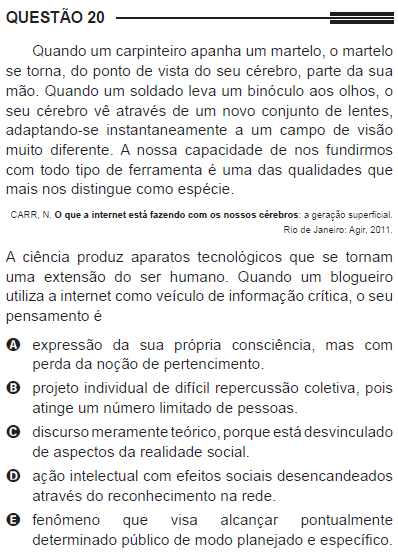 QUESTÃO 20
Quando um carpinteiro apanha um martelo, o martelo
se torna, do ponto de vista do seu cérebro, parte da sua
mão. Quando um soldado leva um binóculo aos olhos, o
seu cérebro vê através de um novo conjunto de lentes,
adaptando-se instantaneamente a um campo de visão
muito diferente. A nossa capacidade de nos fundirmos
com todo tipo de ferramenta é uma das qualidades que
mais nos distingue como espécie.
CARR, N. O que a internet está fazendo com os nossos cérebros: a geração superficial.
Rio de Janeiro: Agir, 2011.
A ciência produz aparatos tecnológicos que se tornam
uma extensão do ser humano. Quando um blogueiro
utiliza a internet como veículo de informação crítica, o seu
pensamento é
A expressão da sua própria consciência, mas com
perda da noção de pertencimento.
B projeto individual de difícil repercussão coletiva, pois
atinge um número limitado de pessoas.
C discurso meramente teórico, porque está desvinculado
de aspectos da realidade social.
D ação intelectual com efeitos sociais desencadeados
através do reconhecimento na rede.
E fenômeno que visa alcançar pontualmente
determinado público de modo planejado e específico.